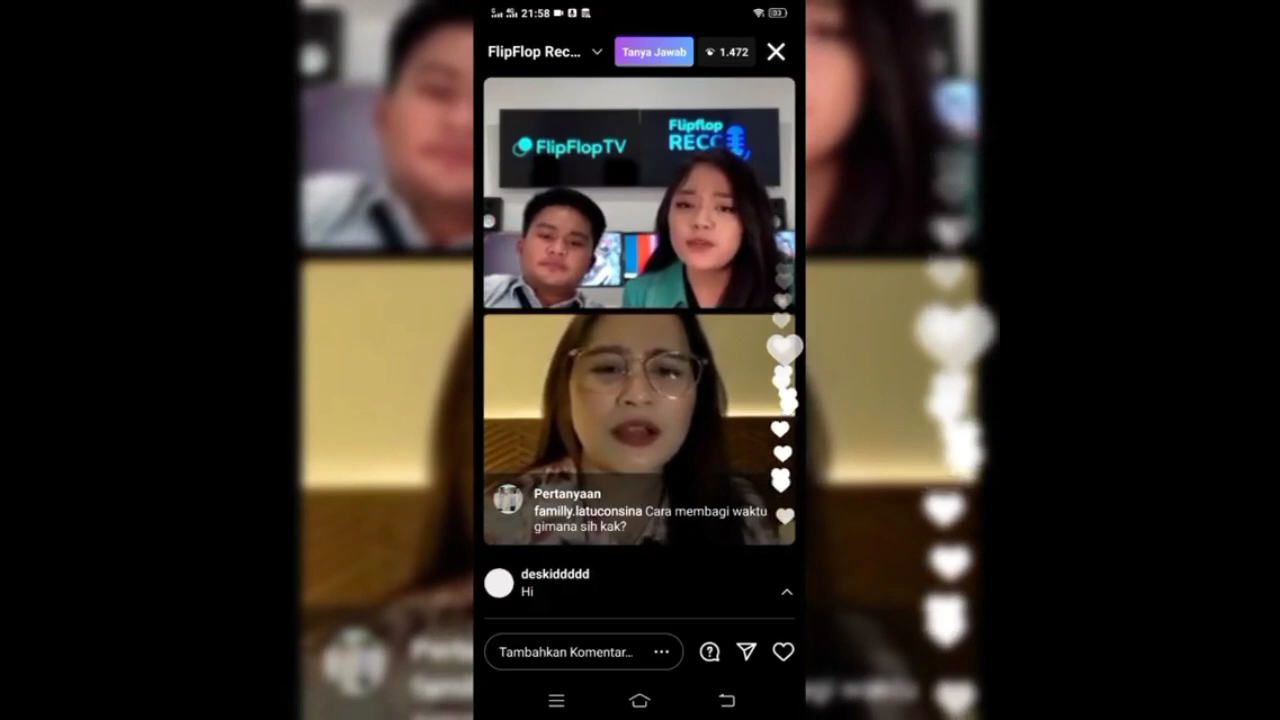 21:58
FlipFlop Rec...
Tanya Jawab
1.472
FlipFlopTV
Flipflop
REC
Pertanyaan
familly.latuconsina Cara membagi waktu
gimana sih kak?
deskiddddd
Hi
Tambahkan Komentar...